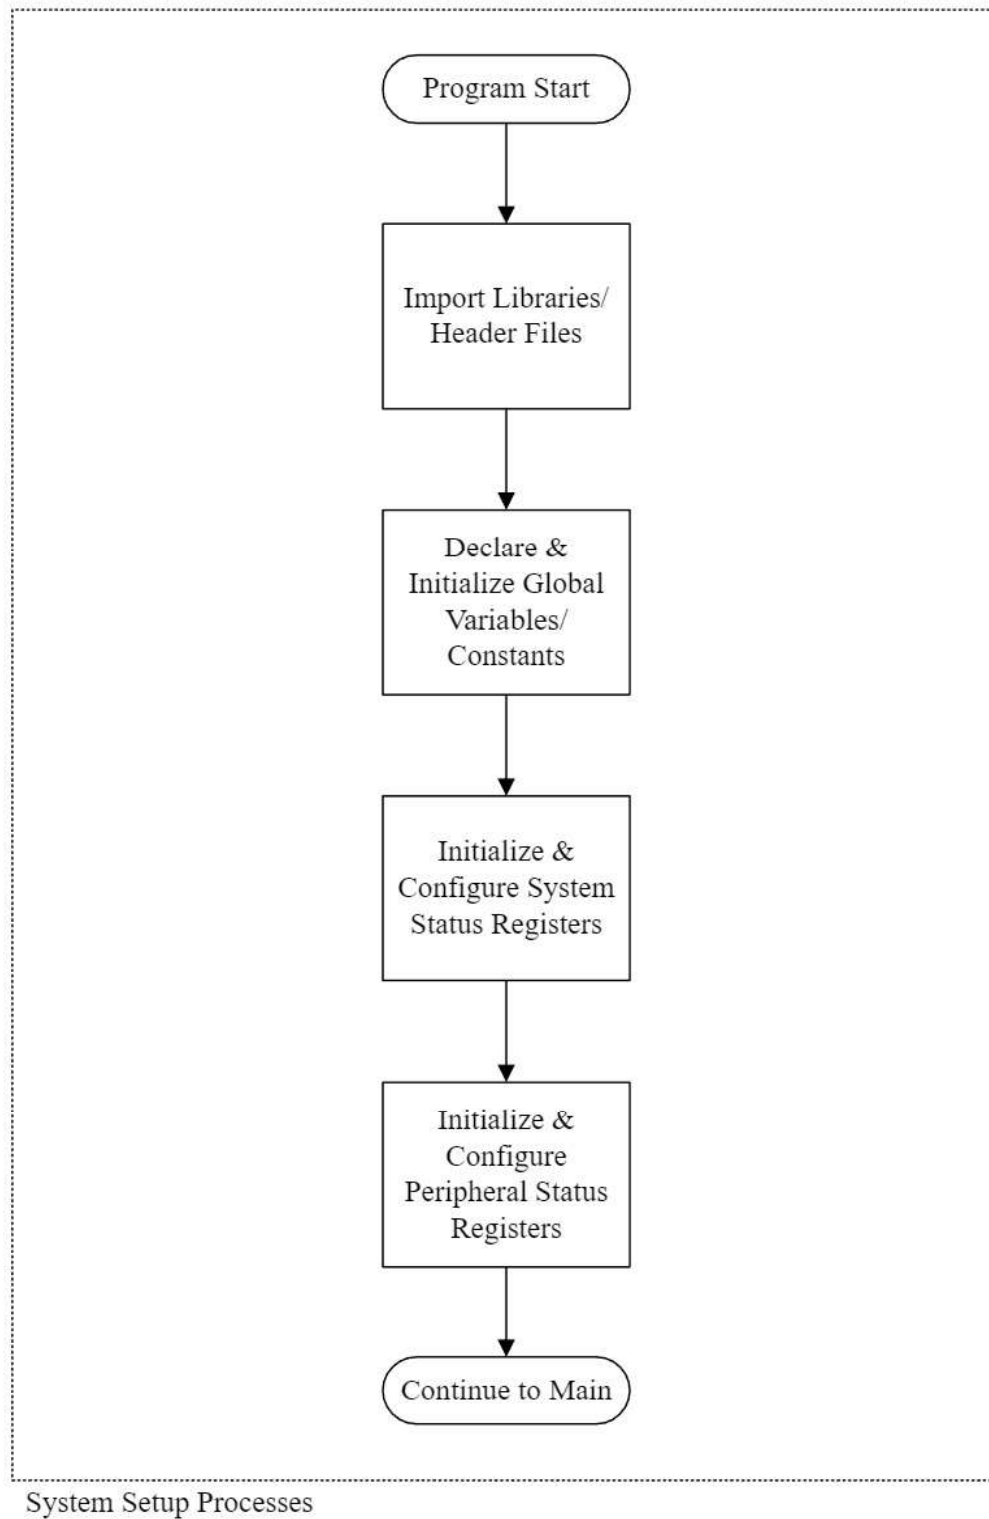 Program Start
Import Libraries/
Header Files
Declare &
Initialize Global
Variables/
Constants
Initialize &
Configure System
Status Registers
Initialize &
Configure
Peripheral Status
Registers
Continue to Main
System Setup Processes